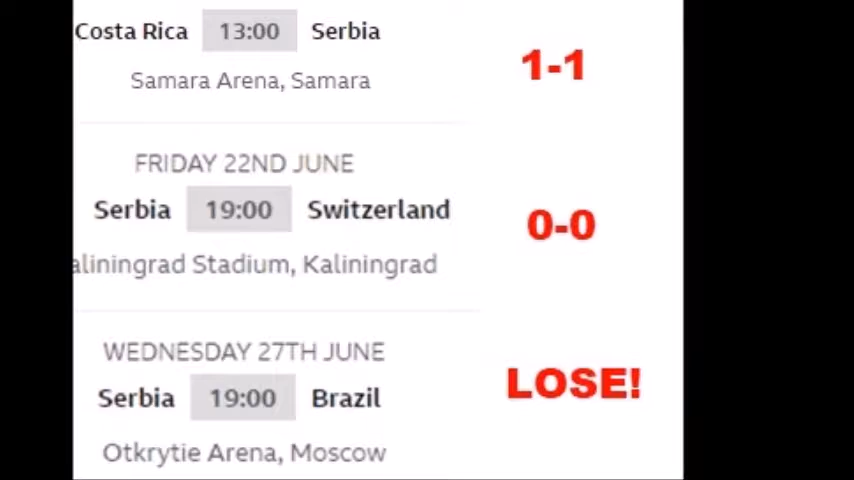 Costa Rica 13:00 Serbia
1-1
Samara Arena, Samara
FRIDAY 22ND JUNE
Serbia 19:00 Switzerland
0-0
aliningrad Stadium, Kaliningrad
WEDNESDAY 27TH JUNE
Serbia 19:00 Brazil
LOSE!
Otkrytie Arena, Moscow